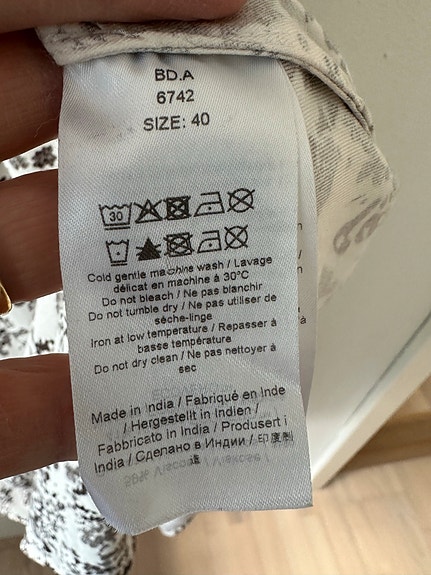 BD.A
6742
SIZE: 40
30
Cold gentle machine wash / Lavage
délicat en machine à 30°C
Do not bleach / Ne pas blanchir
Do not tumble dry / Ne pas utiliser de
sèche-linge
Iron at low temperature / Repasser à
basse température
Do not dry clean / Ne pas nettoyer à
sec
Made in India / Fabriqué en Inde
/ Hergestellt in Indien /
Fabbricato in India / Produsert i
India / Сделано в Индии / 印度制
造